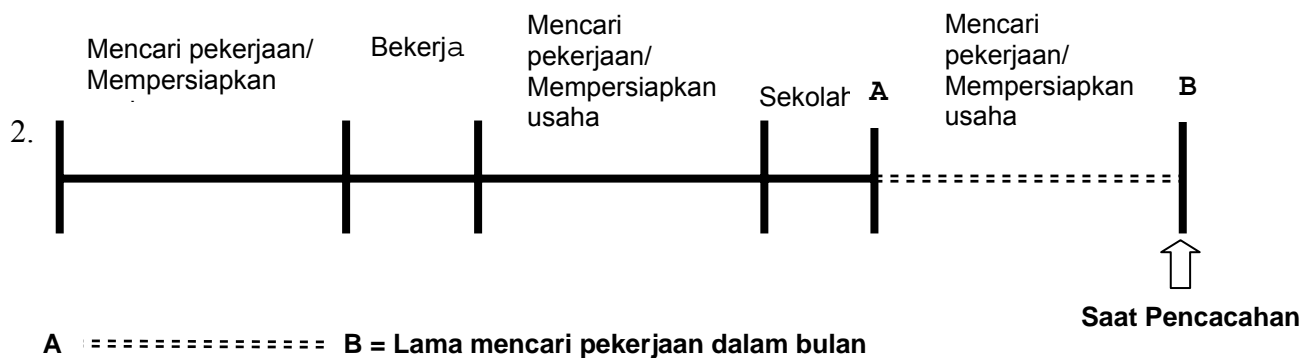 Mencari pekerjaan/
Mempersiapkan
Bekerja
Mencari
pekerjaan/
Mempersiapkan
usaha
Sekolah
A
Mencari
pekerjaan/
Mempersiapkan
usaha
B
2.
Saat Pencacahan
A B = Lama mencari pekerjaan dalam bulan